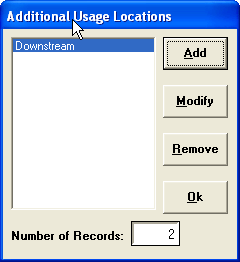 Additional Usage Locations
Downstream
Add
Modify
Remove
Ok
Number of Records: 2